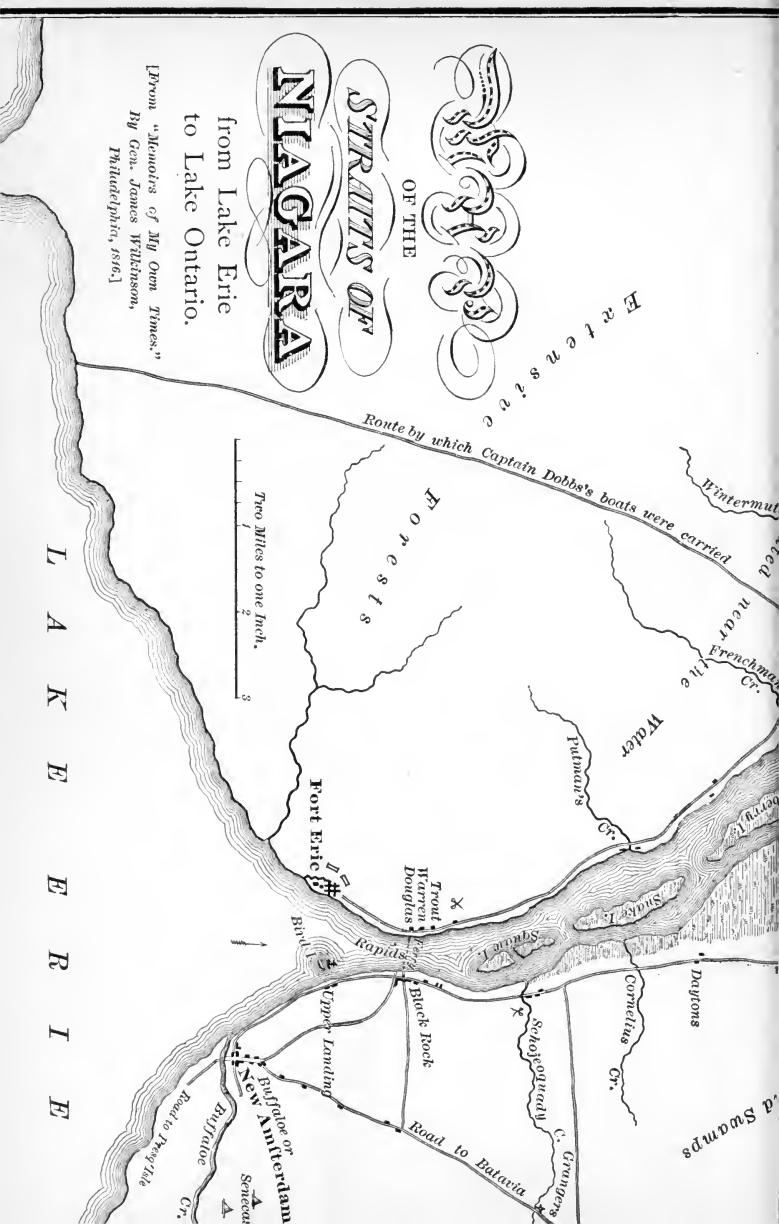 MAP
OF THE
STRAITS OF
NIAGARA
from Lake Erie
to Lake Ontario.
[From "Memoirs of My Own Times."
By Gen. James Wilkinson,
Philadelphia, 1816.]
Extensive
Forests
near
the
Water
Route by which Captain Dobbs's boats were carried
Two Miles to one Inch.
1
2
3
Frenchman
Cr.
Putman's
Cr.
Fort Erie
Trout
Warren
Douglas
Ferry
Rapids
Bird I.
Squaw I.
Snake I.
Daytons
Cornelius
Cr.
Black Rock
Upper Landing
Schojeoquady
C.
Grangers
Road to Batavia
Buffaloe or
New Amſterdam
Buffaloe
Cr.
Senecas
Road to Presq'Isle
Swamps
LAKE ERIE